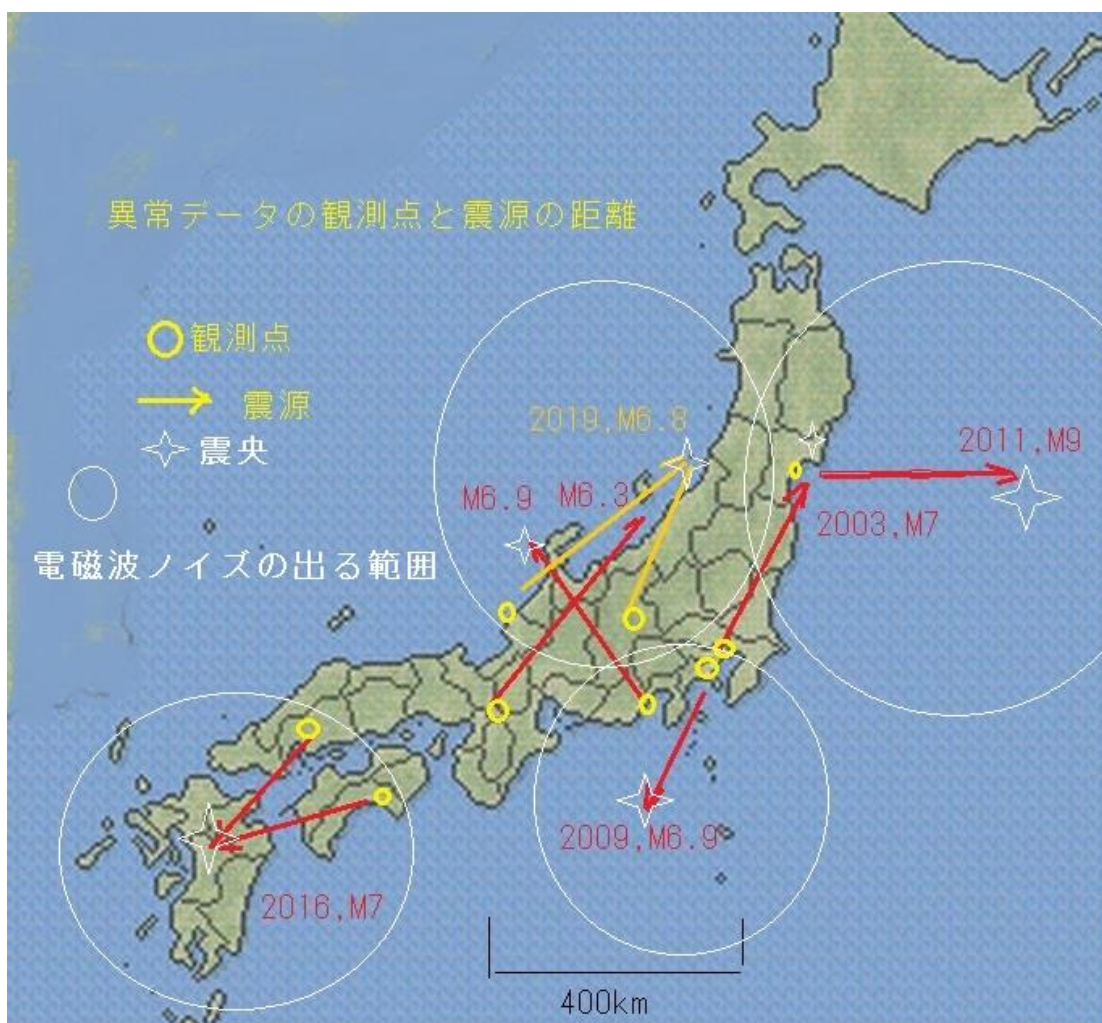 異常データの観測点と震源の距離
観測点
震源
震央
電磁波ノイズの出る範囲
2019,M6.8
2011,M9
M6.9
M6.3
2003,M7
2009,M6.9
2016,M7
400km